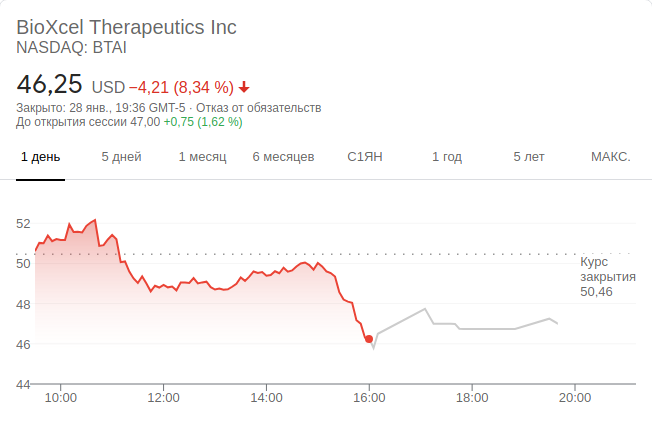 BioXcel Therapeutics Inc
NASDAQ: BTAI
46,25 USD −4,21 (8,34 %)
Закрыто: 28 янв., 19:36 GMT-5 · Отказ от обязательств
До открытия сессии 47,00 +0,75 (1,62 %)
1 день 5 дней 1 месяц 6 месяцев С1ЯН 1 год 5 лет МАКС.
52
50
48
46
44
Курс
закрытия
50,46
10:00 12:00 14:00 16:00 18:00 20:00